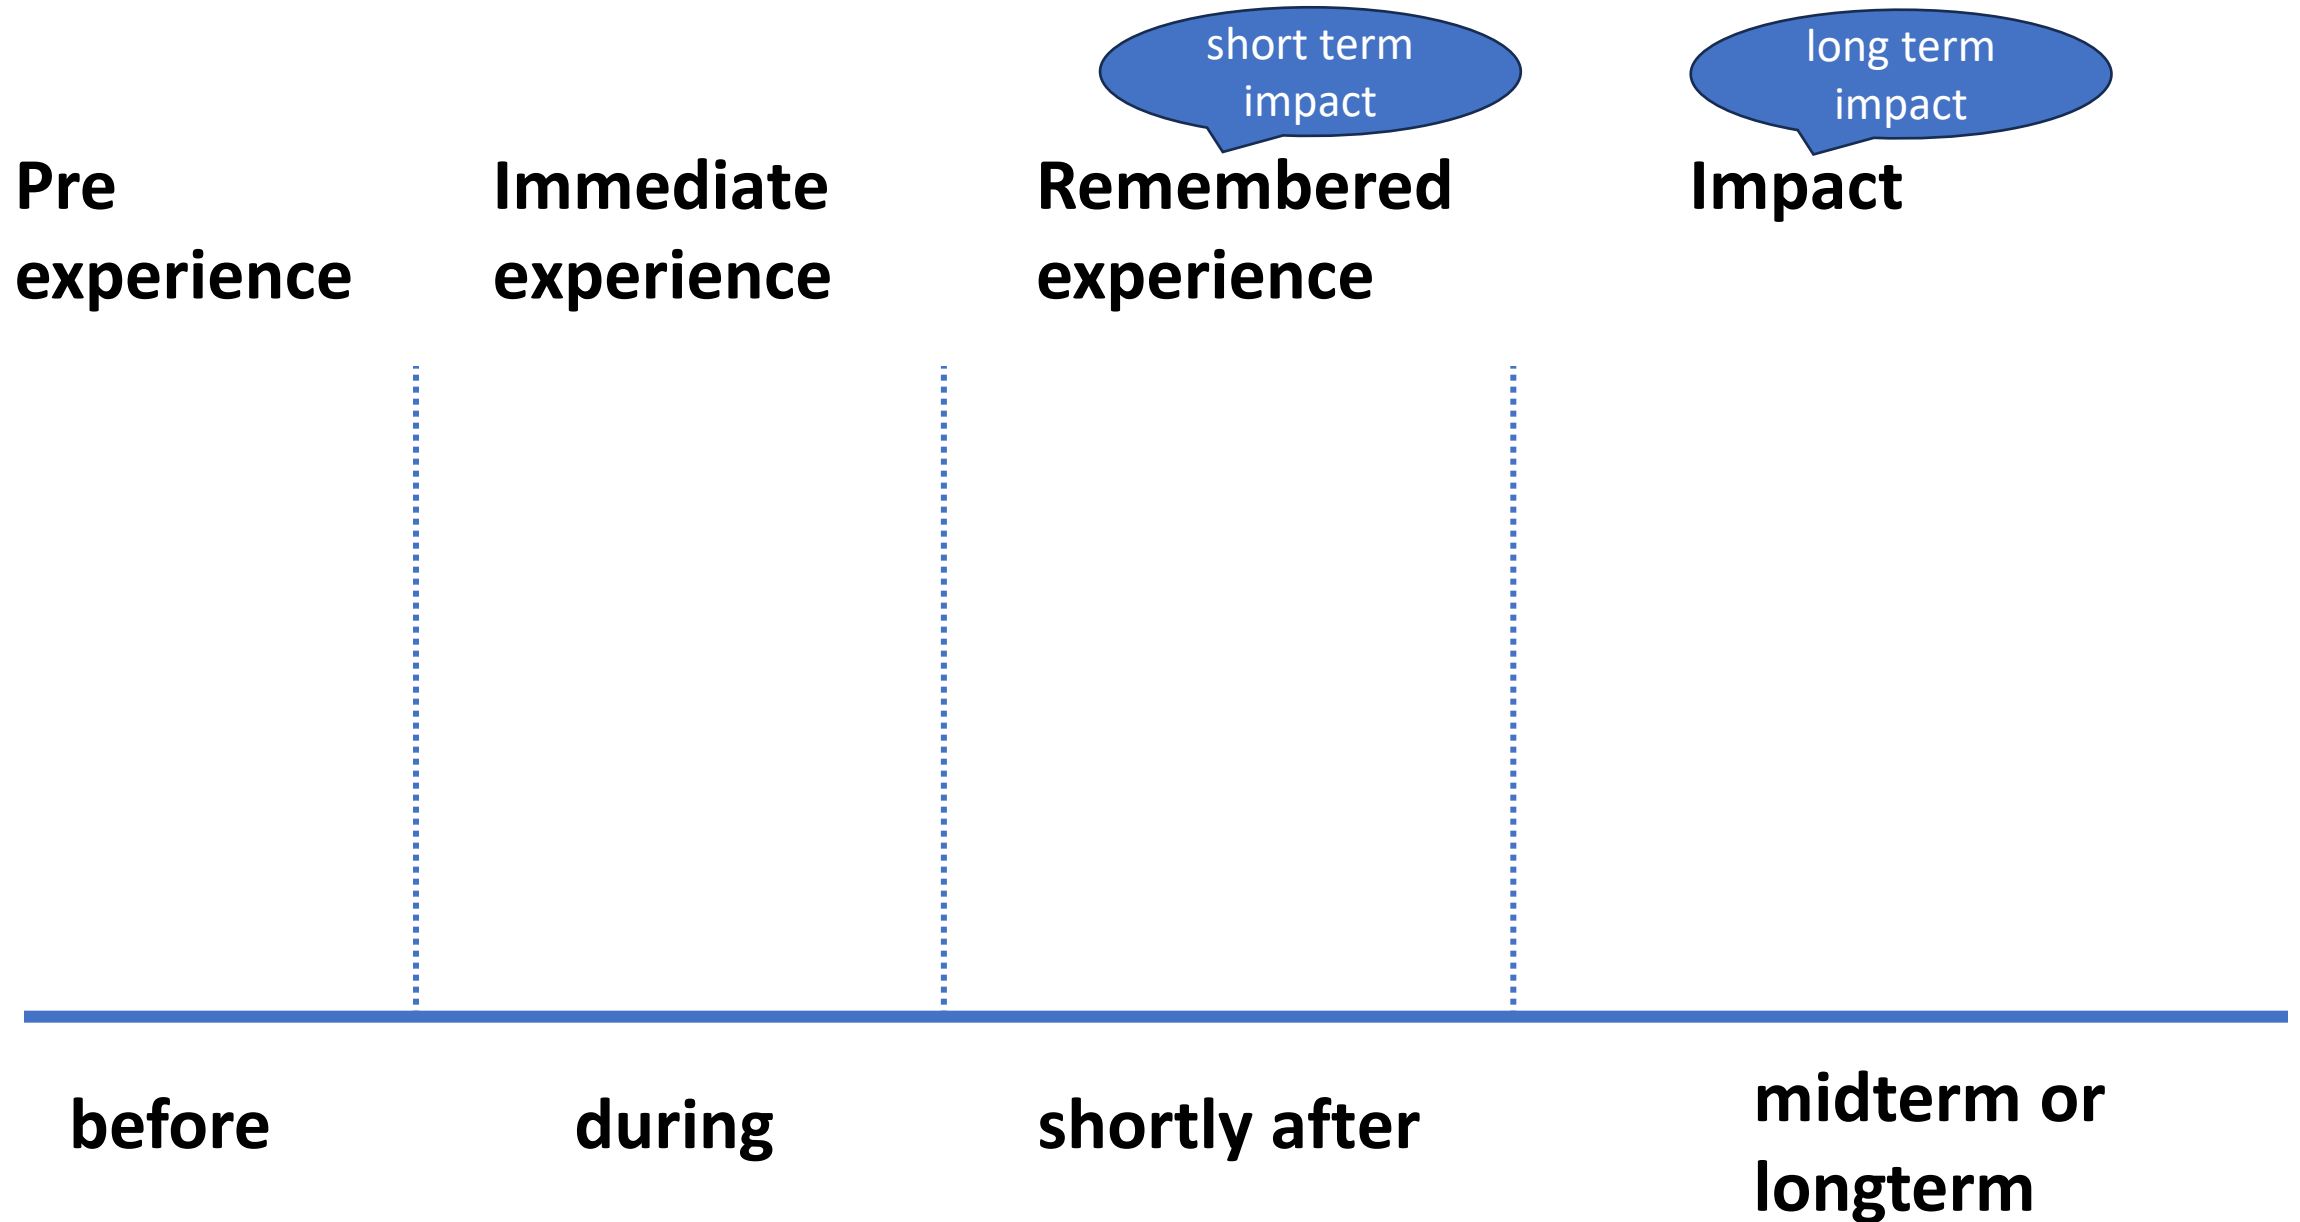 short term
impact
long term
impact
Pre
experience
Immediate
experience
Remembered
experience
Impact
before
during
shortly after
midterm or
longterm